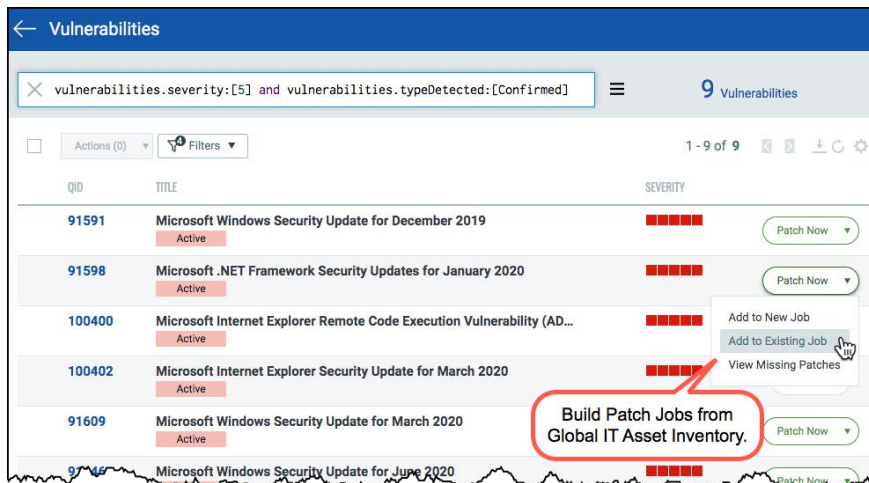 Vulnerabilities
vulnerabilities.severity:[5] and vulnerabilities.typeDetected:[Confirmed]
9 Vulnerabilities
Actions (0)
4
Filters
1 - 9 of 9
QID TITLE SEVERITY
91591 Microsoft Windows Security Update for December 2019
Active
Patch Now
91598 Microsoft .NET Framework Security Updates for January 2020
Active
Patch Now
Add to New Job
Add to Existing Job
View Missing Patches
100400 Microsoft Internet Explorer Remote Code Execution Vulnerability (AD...
Active
100402 Microsoft Internet Explorer Security Update for March 2020
Active
Build Patch Jobs from
Global IT Asset Inventory.
91609 Microsoft Windows Security Update for March 2020
Active
Patch Now
Microsoft Windows Security Update for June 2020
Patch Now